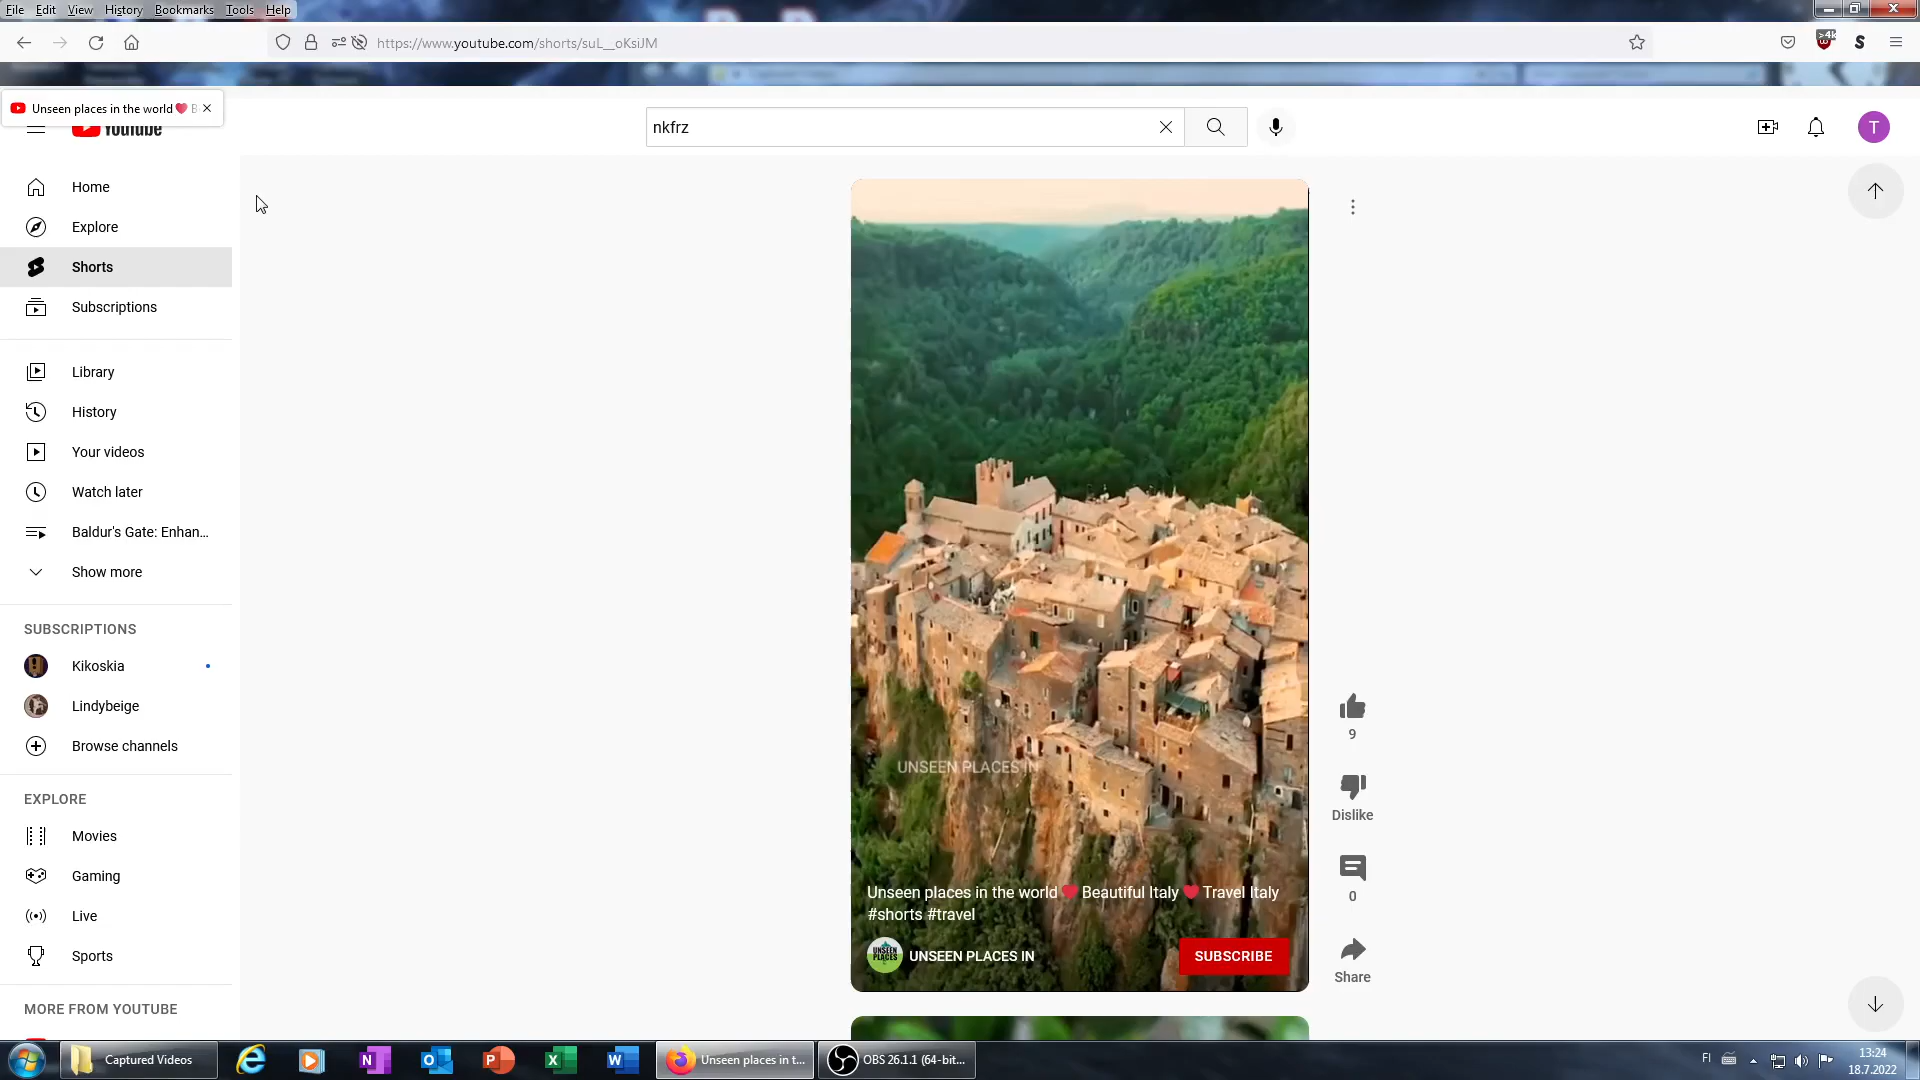 File Edit View History Bookmarks Tools Help
https://www.youtube.com/shorts/suL__oKsiJM
>4k
Unseen places in the world❤️ B
YouTube
nkfrz
T
Home
Explore
Shorts
Subscriptions
Library
History
Your videos
Watch later
Baldur's Gate: Enhan...
Show more
SUBSCRIPTIONS
Kikoskia
Lindybeige
Browse channels
EXPLORE
Movies
Gaming
Live
Sports
MORE FROM YOUTUBE
UNSEEN PLACES IN
Unseen places in the world❤️ Beautiful Italy ❤️ Travel Italy
#shorts #travel
UNSEEN PLACES
UNSEEN PLACES IN
SUBSCRIBE
9
Dislike
0
Share
Captured Videos
Unseen places in t...
OBS 26.1.1 (64-bit...
FI
13:24
18.7.2022